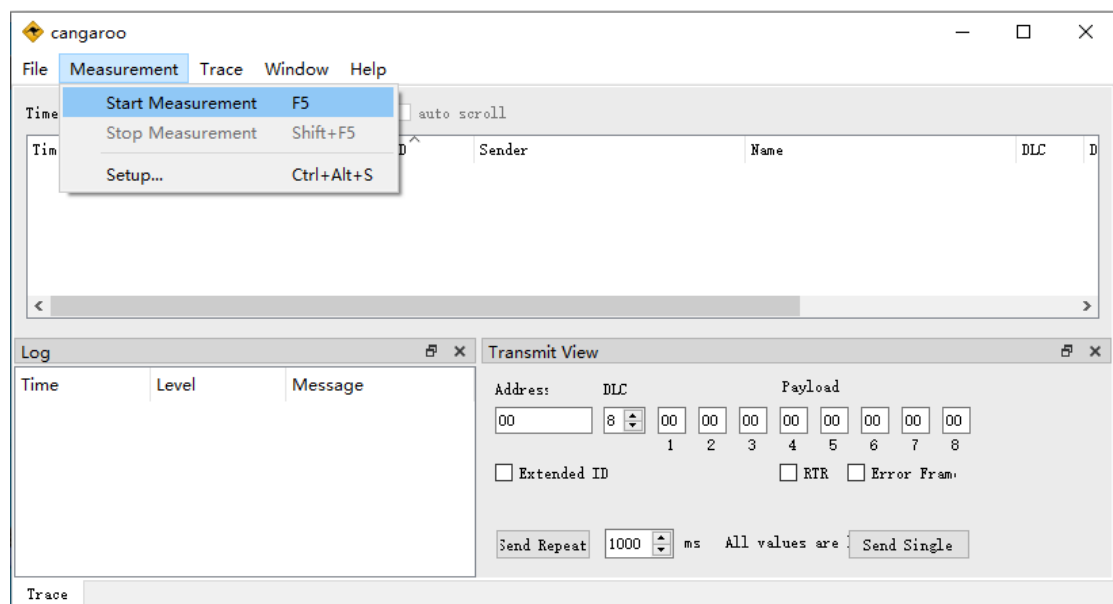 cangaroo
File Measurement Trace Window Help
Start Measurement F5
Time auto scroll
Stop Measurement Shift+F5
Tim Sender Name DLC D
Setup... Ctrl+Alt+S
Log
Time Level Message
Transmit View
Address DLC Payload
00 8 00 00 00 00 00 00 00 00
1 2 3 4 5 6 7 8
Extended ID RTR Error Fram
Send Repeat 1000 ms All values are Send Single
Trace